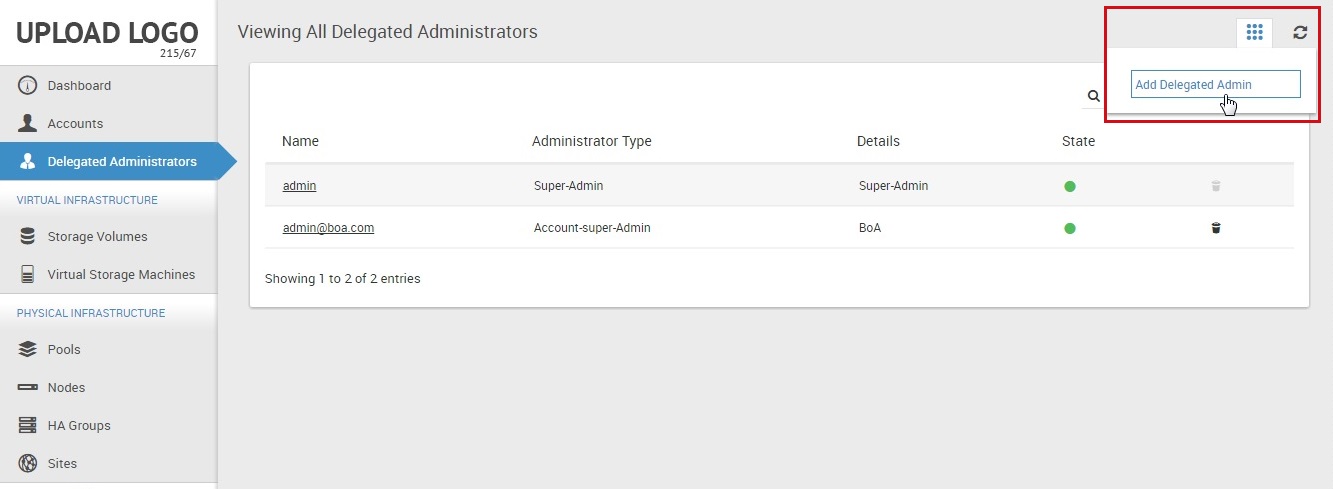 UPLOAD LOGO
215/67
Dashboard
Accounts
Delegated Administrators
VIRTUAL INFRASTRUCTURE
Storage Volumes
Virtual Storage Machines
PHYSICAL INFRASTRUCTURE
Pools
Nodes
HA Groups
Sites
Viewing All Delegated Administrators
Add Delegated Admin
Name Administrator Type Details State
admin Super-Admin Super-Admin
admin@boa.com Account-super-Admin BoA
Showing 1 to 2 of 2 entries